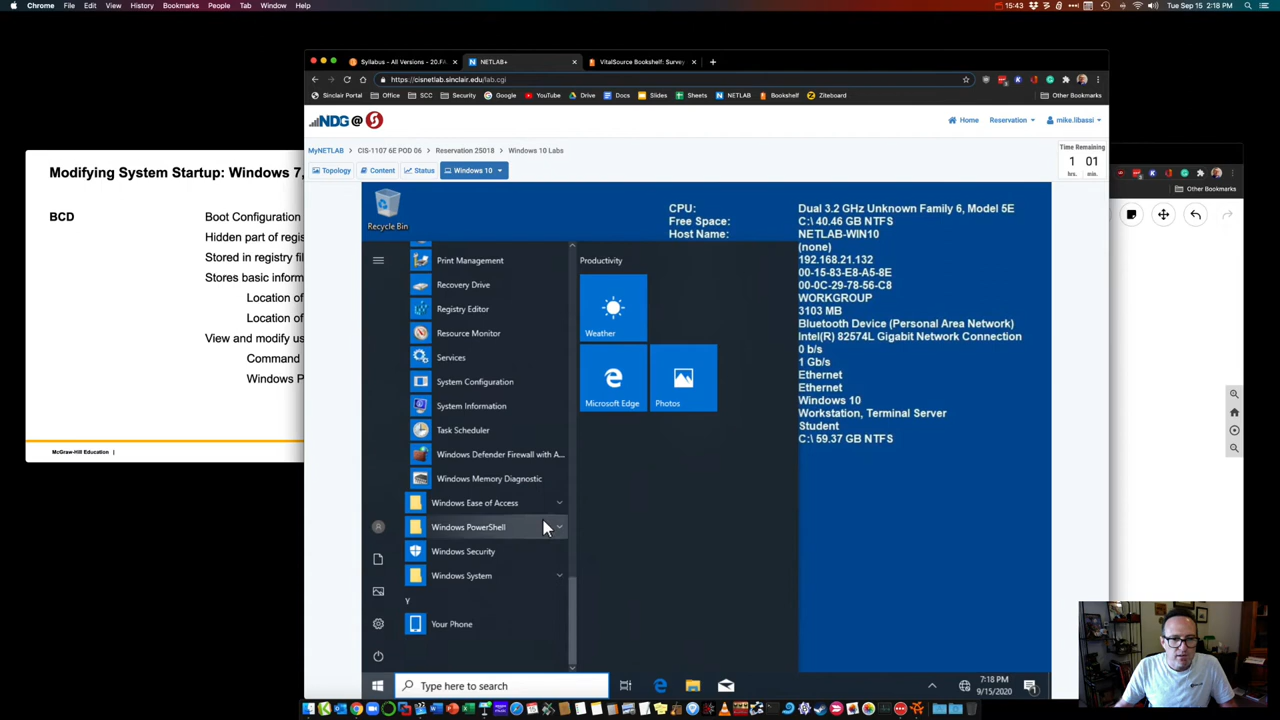 Chrome File Edit View History Bookmarks People Tab Window Help
15:43 Tue Sep 15 2:18 PM
Syllabus - All Versions - 20.FA
NETLAB+
VitalSource Bookshelf: Survey
https://cisnetlab.sinclair.edu/lab.cgi
Sinclair Portal Office SCC Security Google YouTube Drive Docs Slides Sheets NETLAB Bookshelf Ziteboard Other Bookmarks
NDG @ S
Home Reservation mike.libassi
MyNETLAB CIS-1107 6E POD 06 Reservation 25018 Windows 10 Labs
Time Remaining
1 01
hrs. min.
Topology Content Status Windows 10
Modifying System Startup: Windows 7,
BCD
Boot Configuration
Hidden part of regis
Stored in registry fil
Stores basic inform
Location of
Location of
View and modify us
Command
Windows P
McGraw-Hill Education |
Other Bookmarks
Recycle Bin
CPU: Dual 3.2 GHz Unknown Family 6, Model 5E
Free Space: C:\ 40.46 GB NTFS
Host Name: NETLAB-WIN10
(none)
192.168.21.132
00-15-83-E8-A5-8E
00-0C-29-78-56-C8
WORKGROUP
3103 MB
Bluetooth Device (Personal Area Network)
Intel(R) 82574L Gigabit Network Connection
0 b/s
1 Gb/s
Ethernet
Ethernet
Windows 10
Workstation, Terminal Server
Student
C:\ 59.37 GB NTFS
Print Management
Recovery Drive
Registry Editor
Resource Monitor
Services
System Configuration
System Information
Task Scheduler
Windows Defender Firewall with A...
Windows Memory Diagnostic
Windows Ease of Access
Windows PowerShell
Windows Security
Windows System
Y
Your Phone
Productivity
Weather
Microsoft Edge
Photos
Type here to search
7:18 PM
9/15/2020